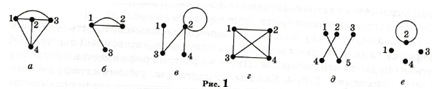 1 2 3 1 2 1 2 1 2 1 2 3 2
4 3 3 4 3 4 4 5 1 4 3
а б в г д е
Рис. 1